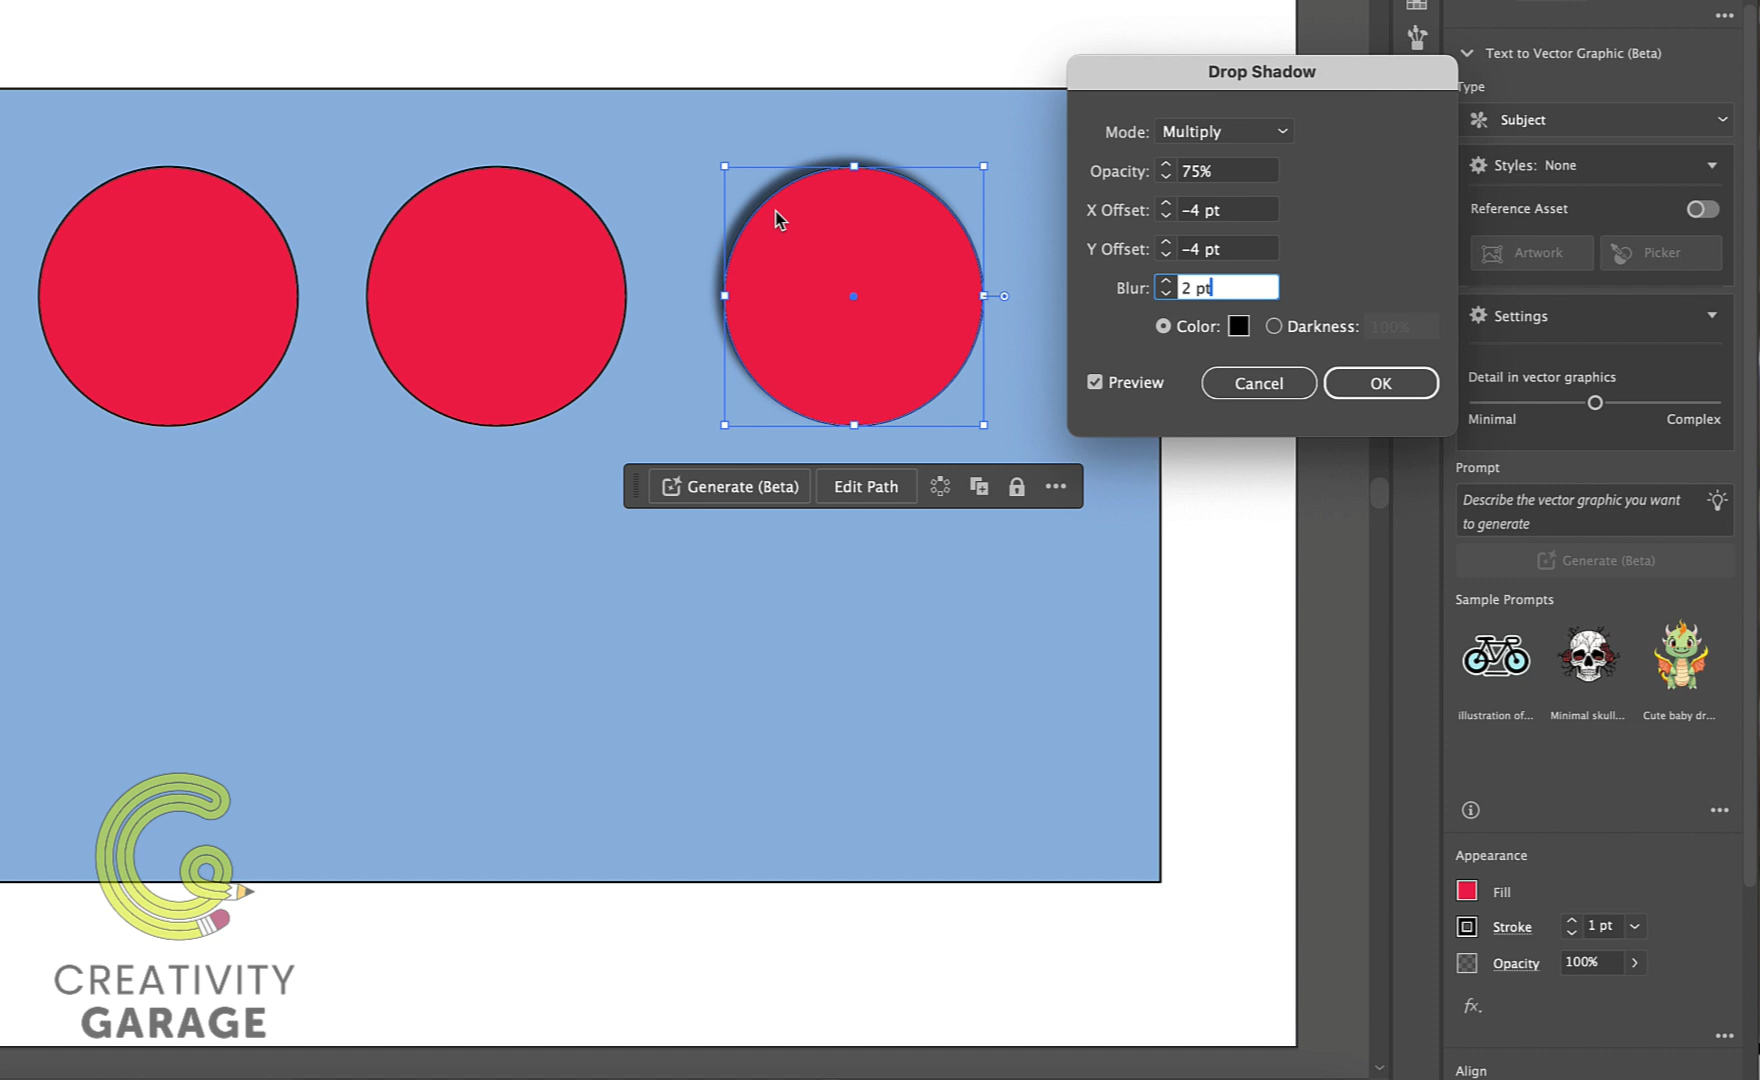 Drop Shadow
Mode: Multiply
Opacity: 75%
X Offset: −4 pt
Y Offset: −4 pt
Blur: 2 pt
Color: Darkness: 100%
Preview Cancel OK
Generate (Beta) Edit Path
Text to Vector Graphic (Beta)
Type
Subject
Styles: None
Reference Asset
Artwork Picker
Settings
Detail in vector graphics
Minimal Complex
Prompt
Describe the vector graphic you want
to generate
Generate (Beta)
Sample Prompts
illustration of... Minimal skull... Cute baby dr...
Appearance
Fill
Stroke 1 pt
Opacity 100%
fx.
Align
CREATIVITY
GARAGE